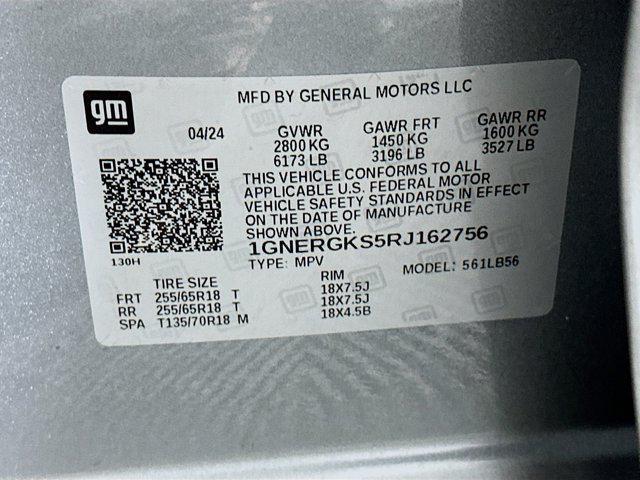 gm
MFD BY GENERAL MOTORS LLC
04/24 GVWR GAWR FRT GAWR RR
2800 KG 1450 KG 1600 KG
6173 LB 3196 LB 3527 LB
THIS VEHICLE CONFORMS TO ALL
APPLICABLE U.S. FEDERAL MOTOR
VEHICLE SAFETY STANDARDS IN EFFECT
ON THE DATE OF MANUFACTURE
SHOWN ABOVE.
1GNERGKS5RJ162756
130H
TYPE: MPV MODEL: 561LB56
TIRE SIZE RIM
FRT 255/65R18 T 18X7.5J
RR 255/65R18 T 18X7.5J
SPA T135/70R18 M 18X4.5B